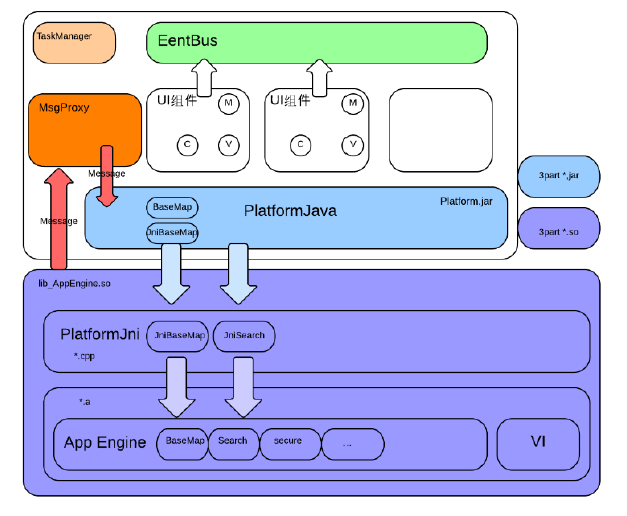 TaskManager
EentBus
MsgProxy
UI组件
M
C
V
UI组件
M
C
V
Message
Message
BaseMap
JniBaseMap
PlatformJava
Platform.jar
3part *.jar
3part *.so
lib_AppEngine.so
PlatformJni
*.cpp
JniBaseMap
JniSearch
*.a
App Engine
BaseMap
Search
secure
...
VI